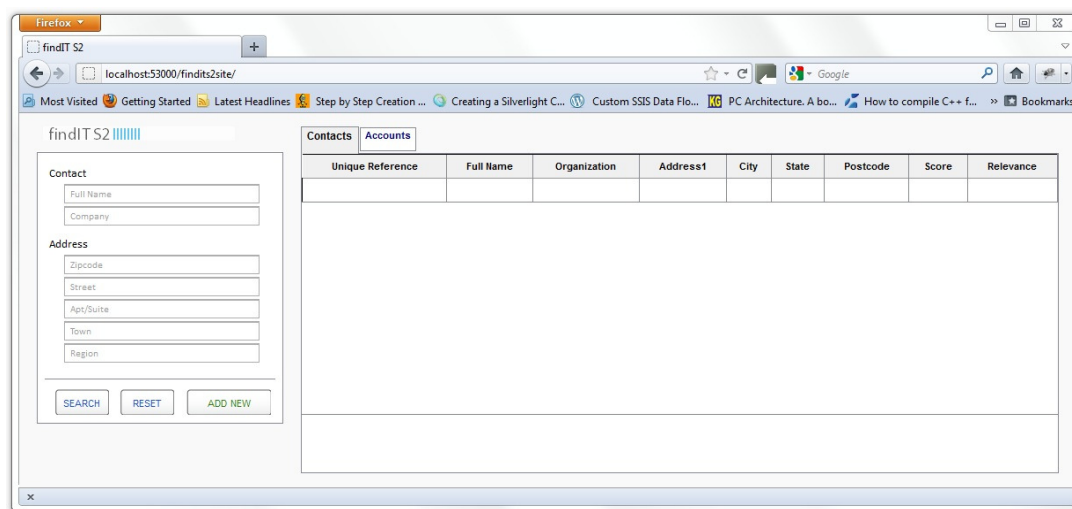 Firefox
findIT S2
localhost:53000/findits2site/
Google
Most Visited Getting Started Latest Headlines Step by Step Creation ... Creating a Silverlight C... Custom SSIS Data Flo... KG PC Architecture. A bo... How to compile C++ f... » Bookmarks
findIT S2
Contacts Accounts
Unique Reference Full Name Organization Address1 City State Postcode Score Relevance
Contact
Full Name
Company
Address
Zipcode
Street
Apt/Suite
Town
Region
SEARCH RESET ADD NEW